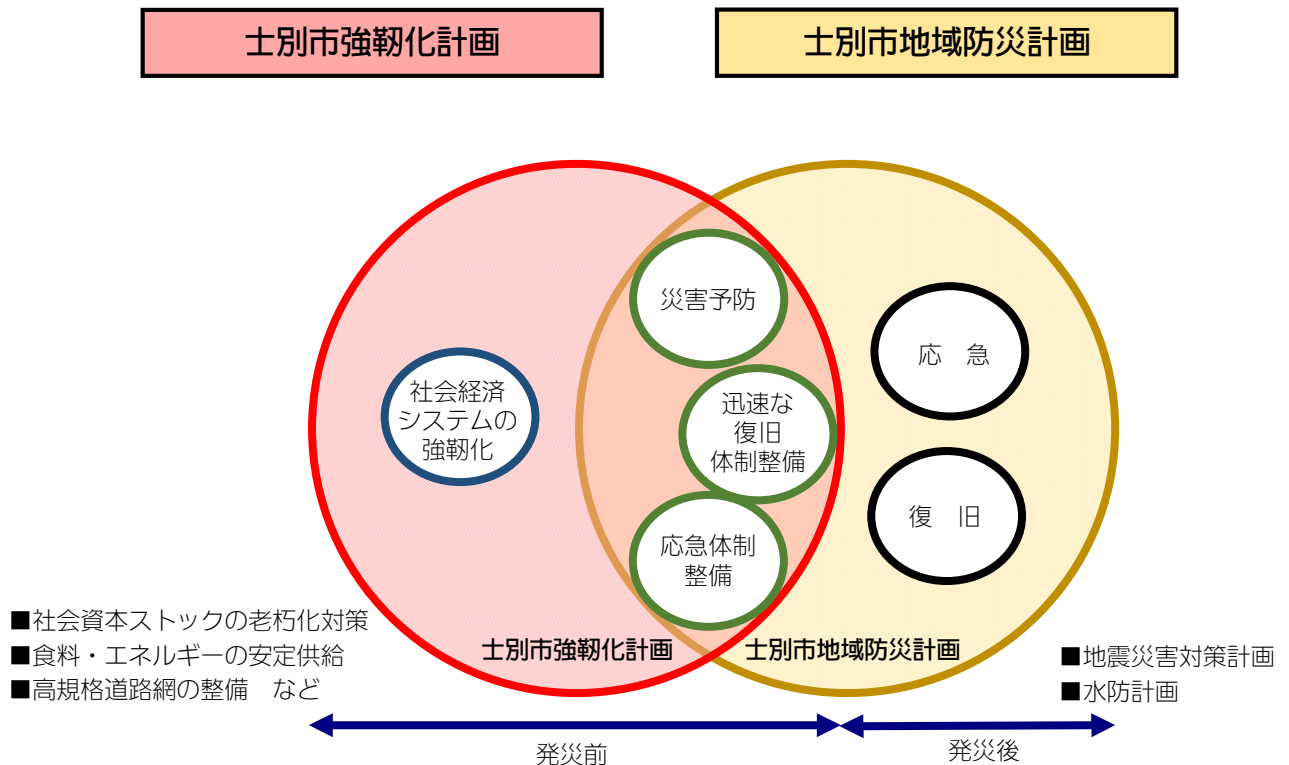 士別市強靱化計画
士別市地域防災計画
災害予防
社会経済
システムの
強靱化
迅速な
復旧
体制整備
応急体制
整備
応　急
復　旧
■社会資本ストックの老朽化対策
■食料・エネルギーの安定供給
■高規格道路網の整備　など
士別市強靱化計画
士別市地域防災計画
■地震災害対策計画
■水防計画
発災前
発災後